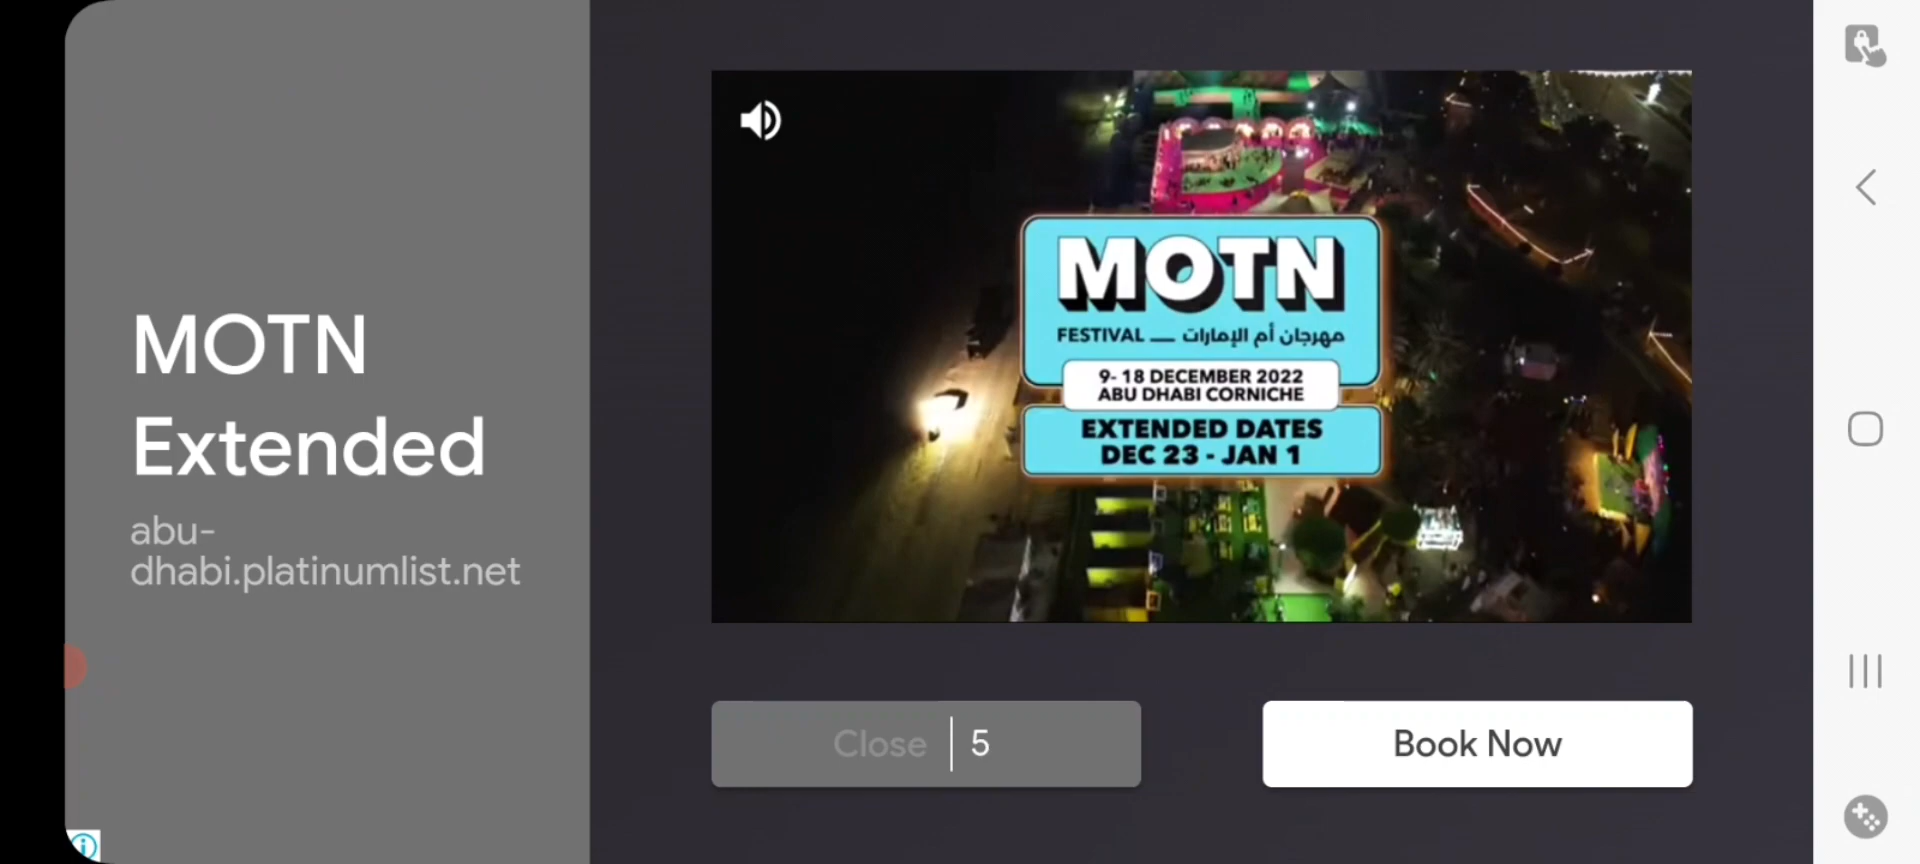 MOTN
Extended
abu-
dhabi.platinumlist.net
MOTN
FESTIVAL — مهرجان أم الإمارات
9-18 DECEMBER 2022
ABU DHABI CORNICHE
EXTENDED DATES
DEC 23 - JAN 1
Close | 5
Book Now